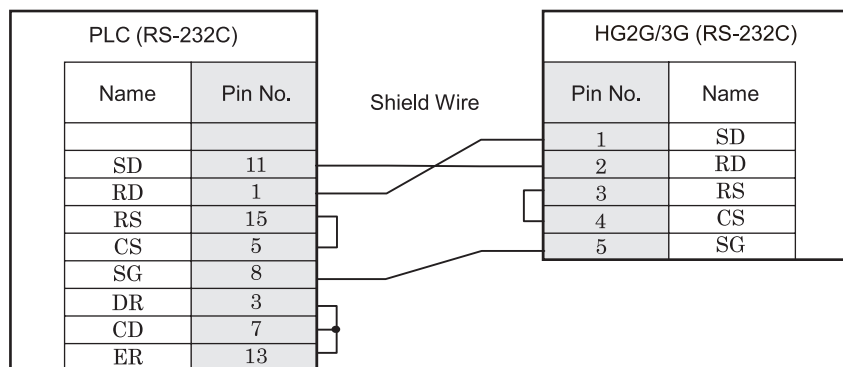 PLC (RS-232C)
Name Pin No.
SD 11
RD 1
RS 15
CS 5
SG 8
DR 3
CD 7
ER 13
Shield Wire
HG2G/3G (RS-232C)
Pin No. Name
1 SD
2 RD
3 RS
4 CS
5 SG